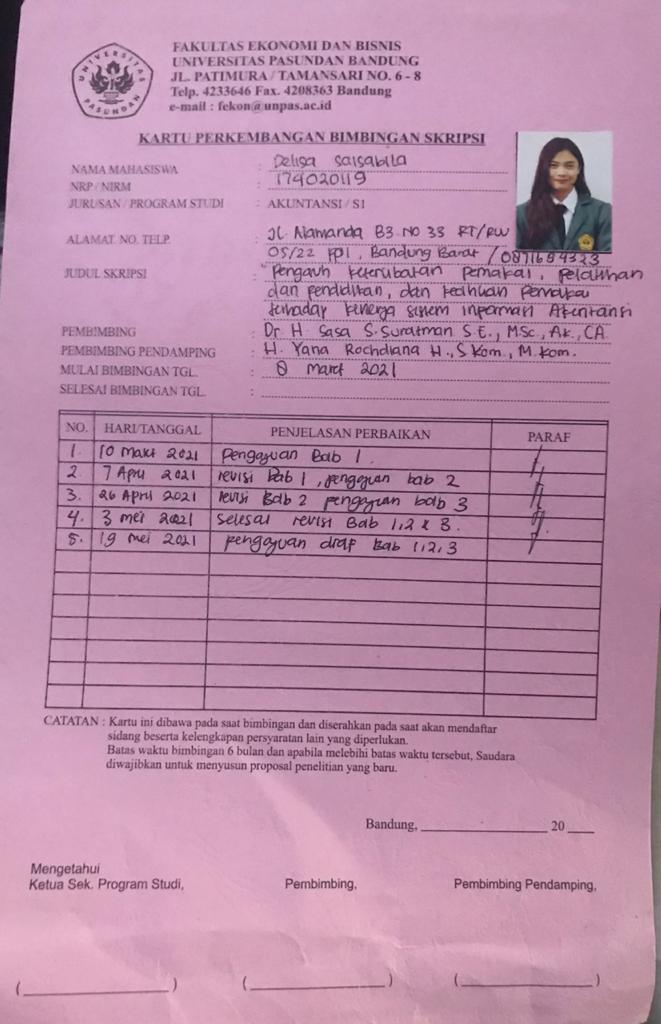 UNIVERSITAS PASUNDAN
FAKULTAS EKONOMI DAN BISNIS
UNIVERSITAS PASUNDAN BANDUNG
JL. PATIMURA / TAMANSARI NO. 6 - 8
Telp. 4233646 Fax. 4208363 Bandung
e-mail : fekon@unpas.ac.id
KARTU PERKEMBANGAN BIMBINGAN SKRIPSI
NAMA MAHASISWA : Delisa Salsabila
NRP / NIRM : 174020119
JURUSAN / PROGRAM STUDI : AKUNTANSI / S1
ALAMAT. NO. TELP. : JL. Alamanda B3 NO 33 RT/RW
05/22 PPI, Bandung Barat /
JUDUL SKRIPSI : Pengaruh keterlibatan pemakai, pelatihan
dan pendidikan, dan keahlian pemakai
terhadap kinerja sistem informasi Akuntansi
PEMBIMBING : Dr. H. Sasa S. Suratman S.E., MSc, Ak, CA
PEMBIMBING PENDAMPING : H. Yana Rochdiana H., S.Kom., M.Kom.
MULAI BIMBINGAN TGL. : 8 maret 2021
SELESAI BIMBINGAN TGL. :
NO. HARI/TANGGAL PENJELASAN PERBAIKAN PARAF
1. 10 Maret 2021 pengajuan Bab 1.
2. 7 April 2021 revisi Bab 1, pengajuan bab 2
3. 26 April 2021 revisi Bab 2 pengajuan bab 3
4. 3 mei 2021 selesai revisi Bab 1,2 & 3.
5. 19 mei 2021 pengajuan draf Bab 1,2,3
CATATAN : Kartu ini dibawa pada saat bimbingan dan diserahkan pada saat akan mendaftar
sidang beserta kelengkapan persyaratan lain yang diperlukan.
Batas waktu bimbingan 6 bulan dan apabila melebihi batas waktu tersebut, Saudara
diwajibkan untuk menyusun proposal penelitian yang baru.
Bandung, ____________________ 20 ____
Mengetahui
Ketua Sek. Program Studi, Pembimbing, Pembimbing Pendamping,
(____________________) (____________________) (____________________)